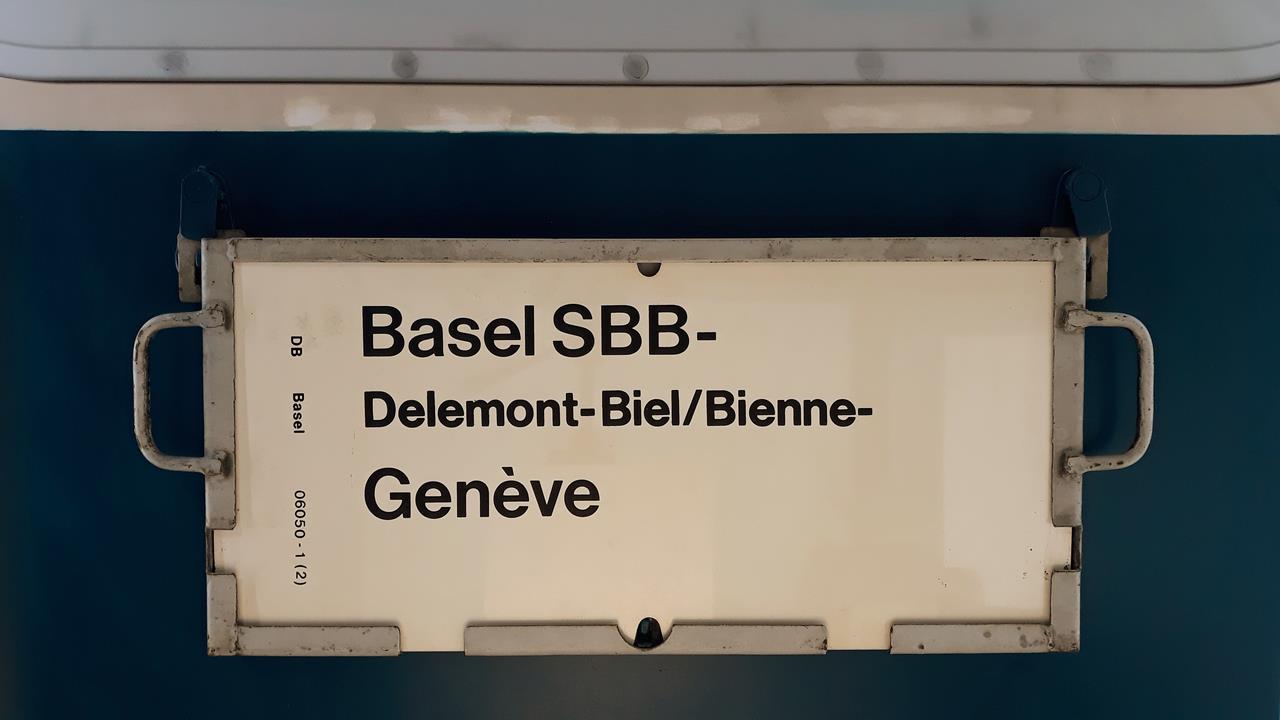 Basel SBB-
Delemont-Biel/Bienne-
Genève
DB Basel 06050-1 (2)